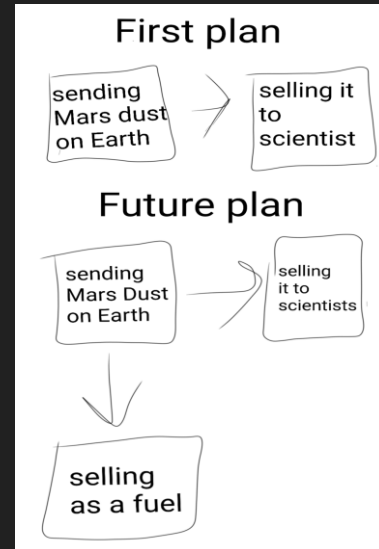 First plan
sending
Mars dust
on Earth
selling it
to
scientist
Future plan
sending
Mars Dust
on Earth
selling
it to
scientists
selling
as a fuel